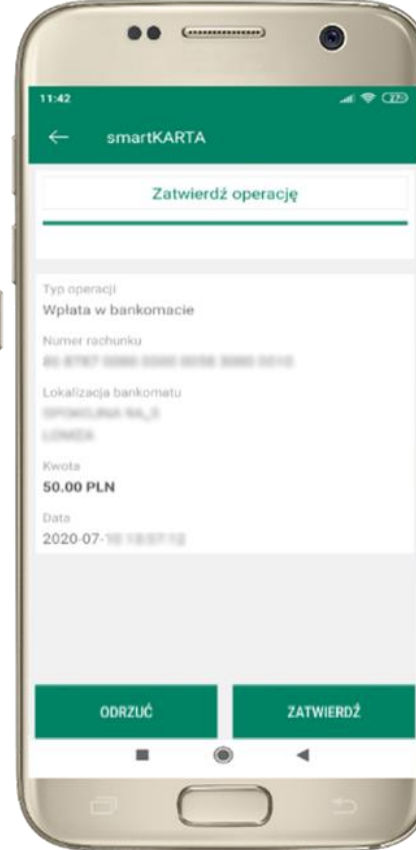 11:42
smartKARTA
Zatwierdź operację
Typ operacji
Wpłata w bankomacie
Numer rachunku
Lokalizacja bankomatu
Kwota
50.00 PLN
Data
2020-07-
ODRZUĆ
ZATWIERDŹ